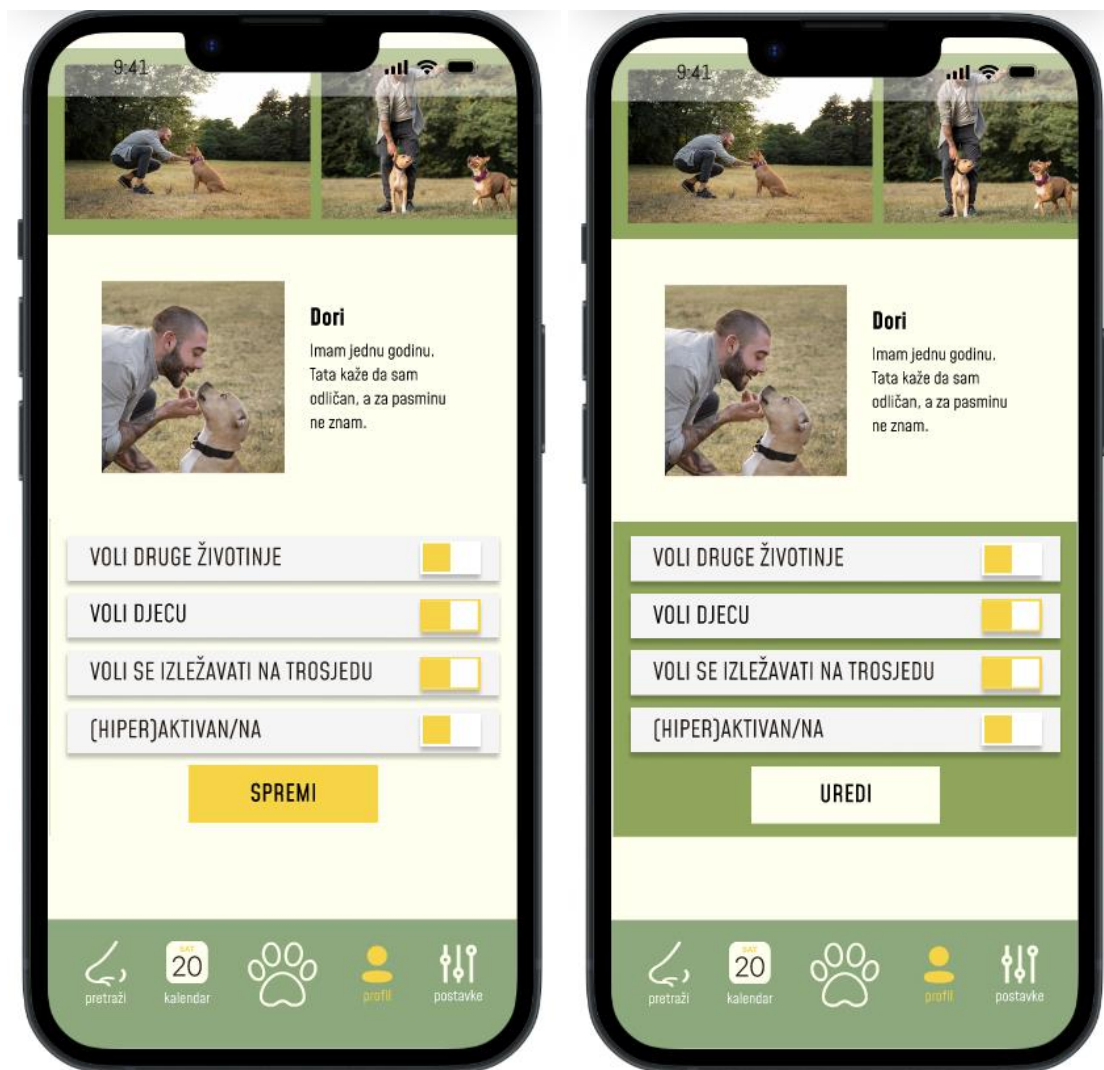 9:41
Dori
Imam jednu godinu.
Tata kaže da sam
odličan, a za pasminu
ne znam.
VOLI DRUGE ŽIVOTINJE
VOLI DJECU
VOLI SE IZLEŽAVATI NA TROSJEDU
(HIPER)AKTIVAN/NA
SPREMI
pretraži
SAT
20
kalendar
profil
postavke
9:41
Dori
Imam jednu godinu.
Tata kaže da sam
odličan, a za pasminu
ne znam.
VOLI DRUGE ŽIVOTINJE
VOLI DJECU
VOLI SE IZLEŽAVATI NA TROSJEDU
(HIPER)AKTIVAN/NA
UREDI
pretraži
SAT
20
kalendar
profil
postavke